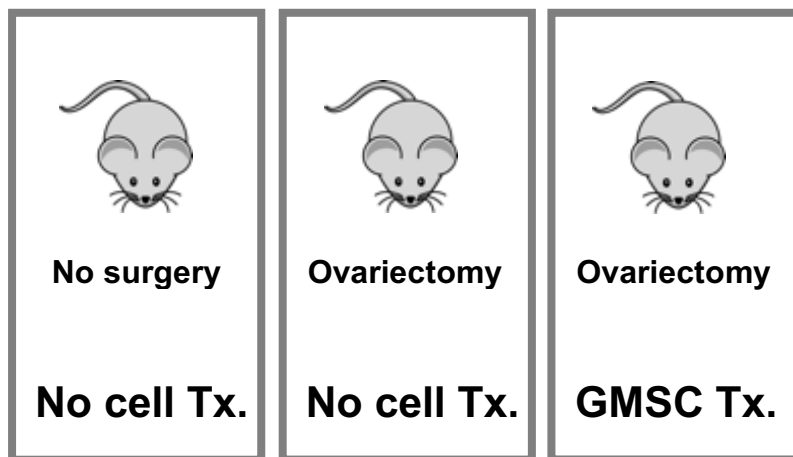 No surgery
Ovariectomy
Ovariectomy
No cell Tx.
No cell Tx.
GMSC Tx.